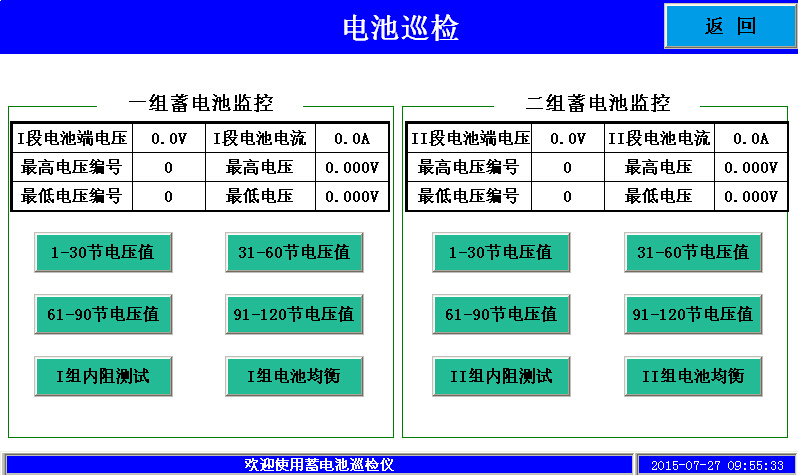 电池巡检
返 回
一组蓄电池监控
I段电池端电压 0.0V I段电池电流 0.0A
最高电压编号 0 最高电压 0.000V
最低电压编号 0 最低电压 0.000V
1-30节电压值 31-60节电压值
61-90节电压值 91-120节电压值
I组内阻测试 I组电池均衡
二组蓄电池监控
II段电池端电压 0.0V II段电池电流 0.0A
最高电压编号 0 最高电压 0.000V
最低电压编号 0 最低电压 0.000V
1-30节电压值 31-60节电压值
61-90节电压值 91-120节电压值
II组内阻测试 II组电池均衡
欢迎使用蓄电池巡检仪
2015-07-27 09:55:33